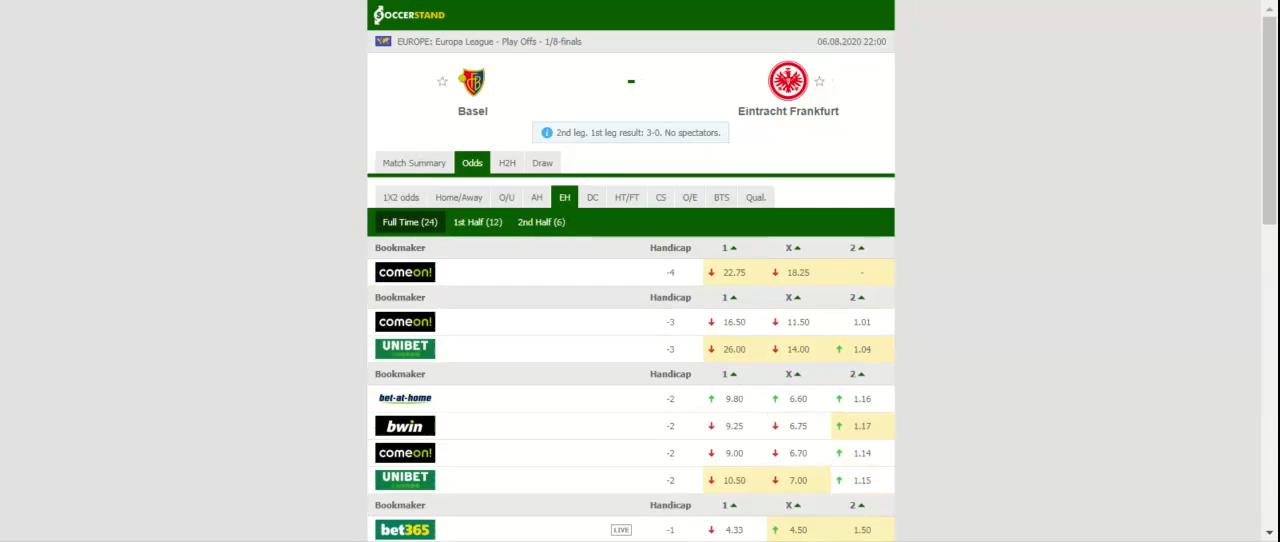 SOCCERSTAND
EUROPE: Europa League - Play Offs - 1/8-finals 06.08.2020 22:00
-
Basel Eintracht Frankfurt
2nd leg. 1st leg result: 3-0. No spectators.
Match Summary Odds H2H Draw
1X2 odds Home/Away O/U AH EH DC HT/FT CS O/E BTS Qual.
Full Time (24) 1st Half (12) 2nd Half (6)
Bookmaker Handicap 1 X 2
comeon! -4 22.75 18.25 -
Bookmaker Handicap 1 X 2
comeon! -3 16.50 11.50 1.01
UNIBET -3 26.00 14.00 1.04
Bookmaker Handicap 1 X 2
bet-at-home -2 9.80 6.60 1.16
bwin -2 9.25 6.75 1.17
comeon! -2 9.00 6.70 1.14
UNIBET -2 10.50 7.00 1.15
Bookmaker Handicap 1 X 2
bet365 LIVE -1 4.33 4.50 1.50